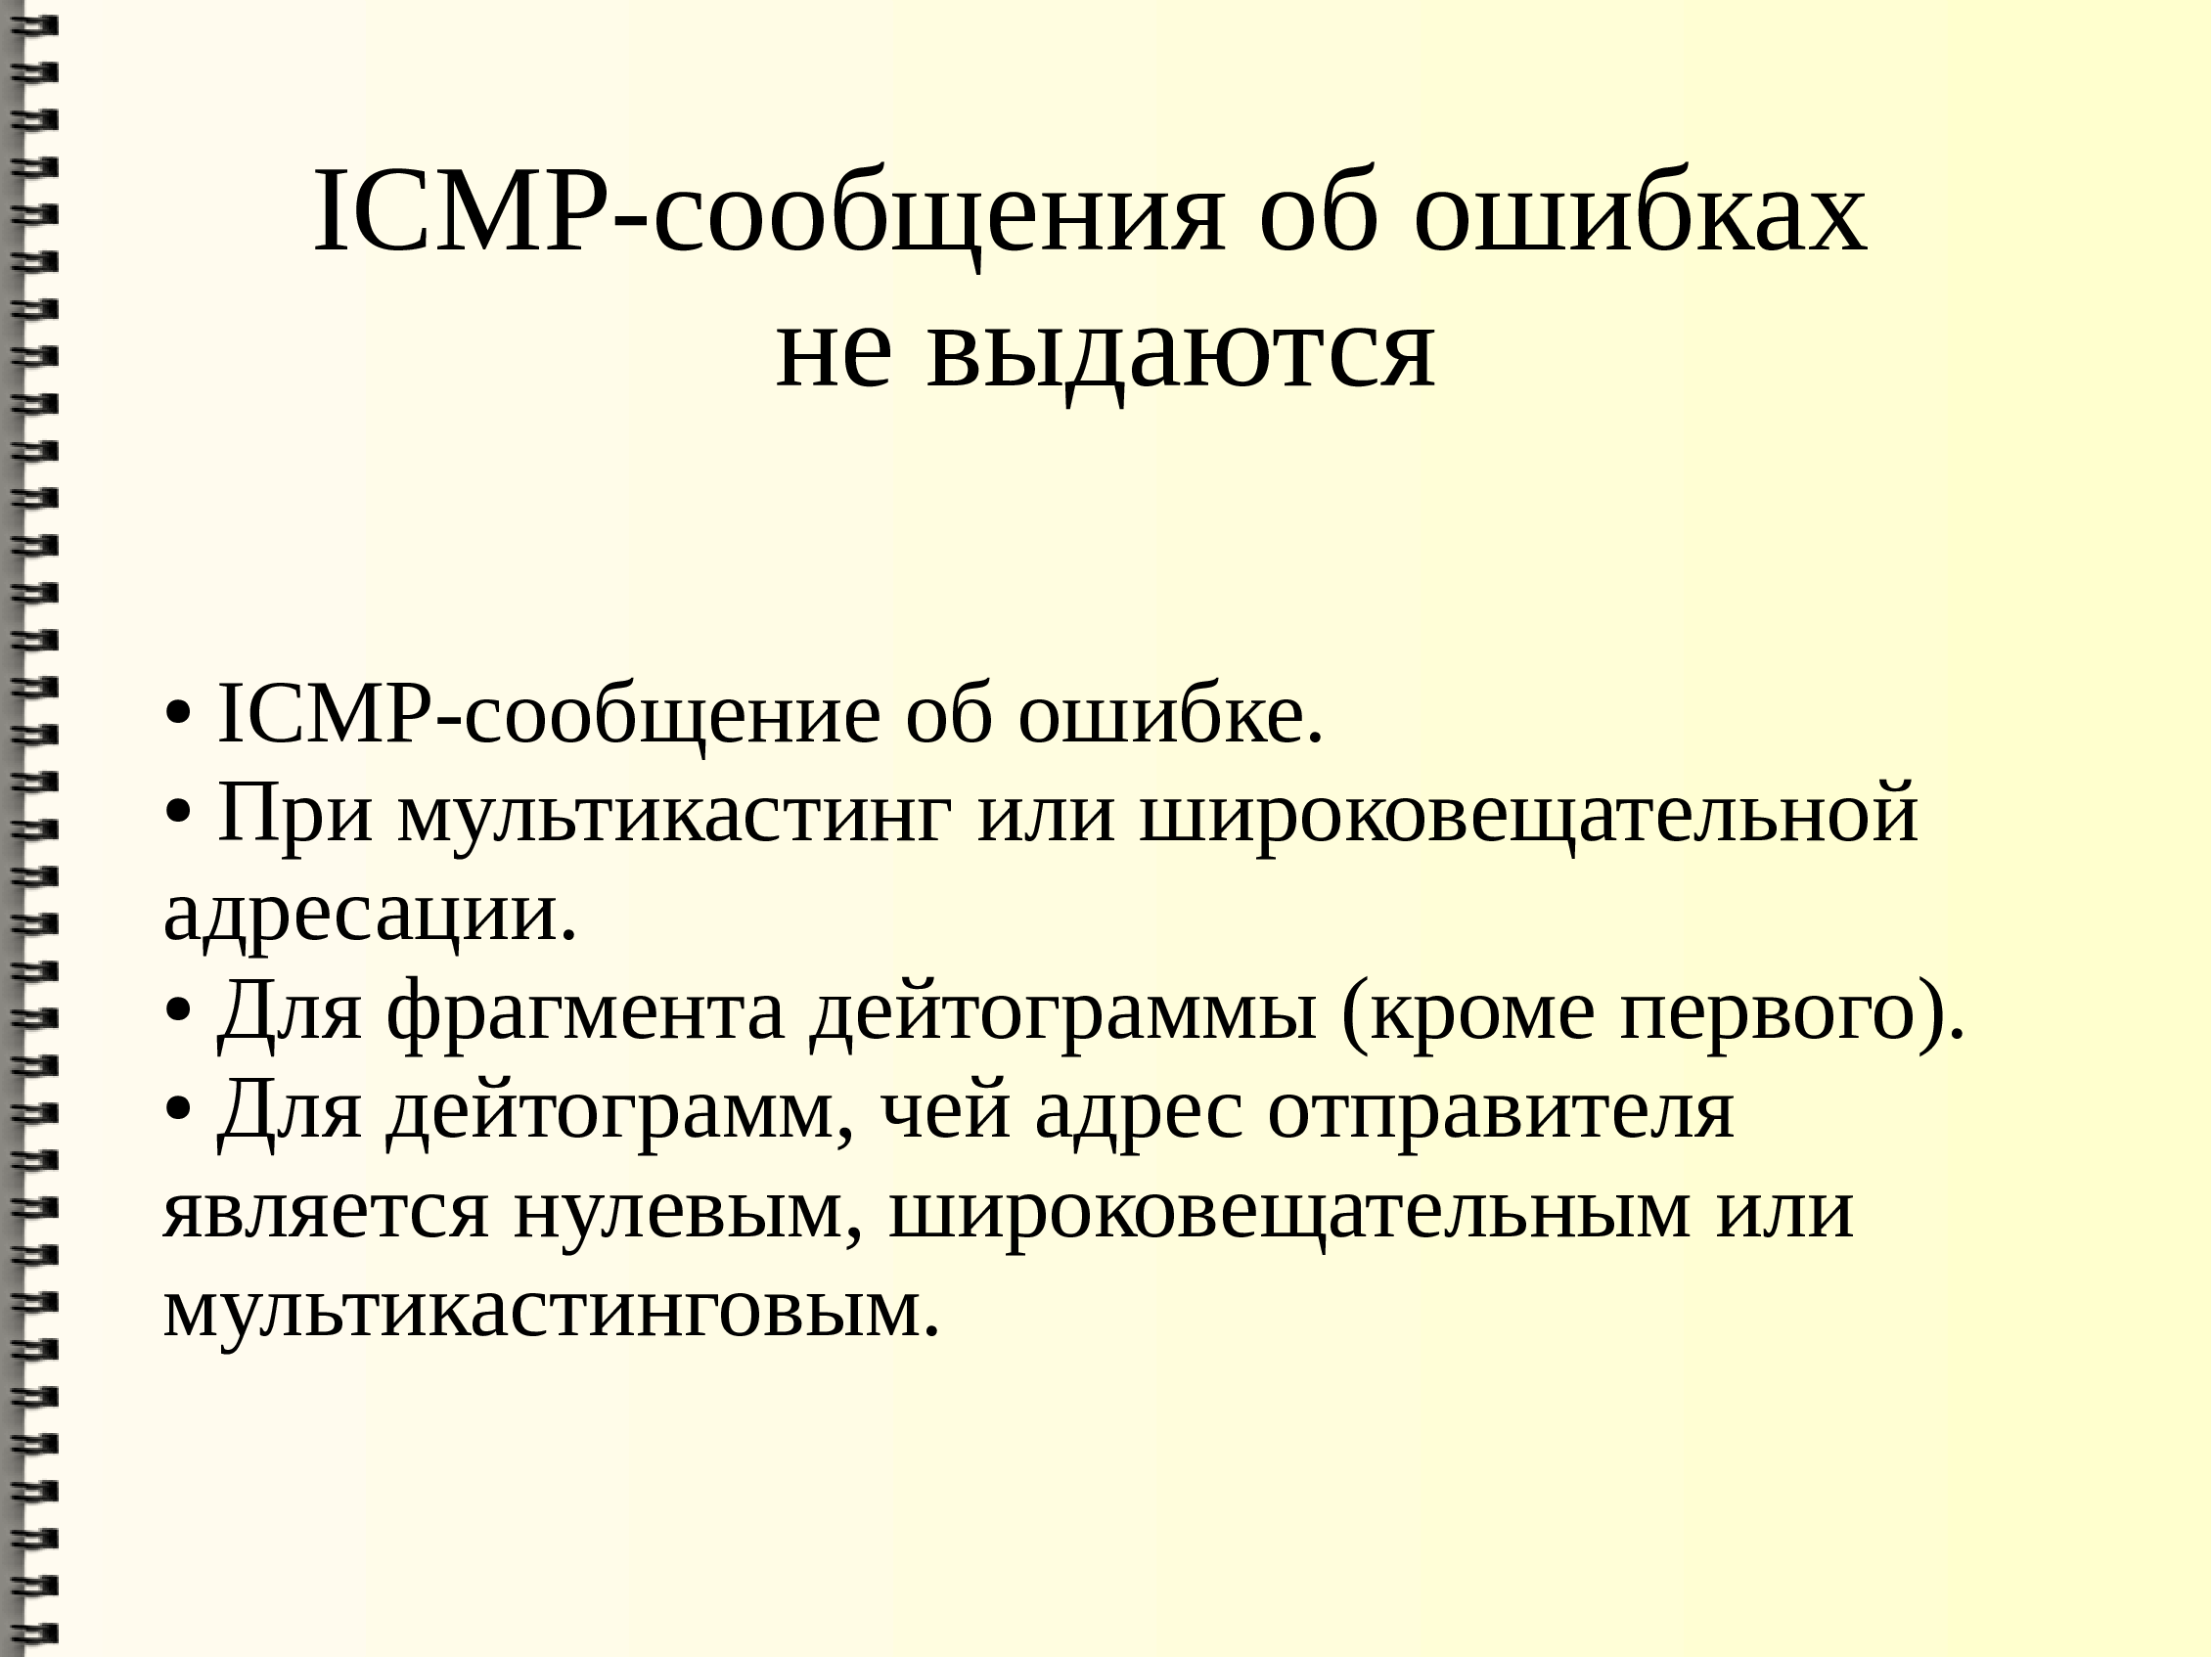 ICMP-сообщения об ошибках
не выдаются
• ICMP-сообщение об ошибке.
• При мультикастинг или широковещательной
адресации.
• Для фрагмента дейтограммы (кроме первого).
• Для дейтограмм, чей адрес отправителя
является нулевым, широковещательным или
мультикастинговым.